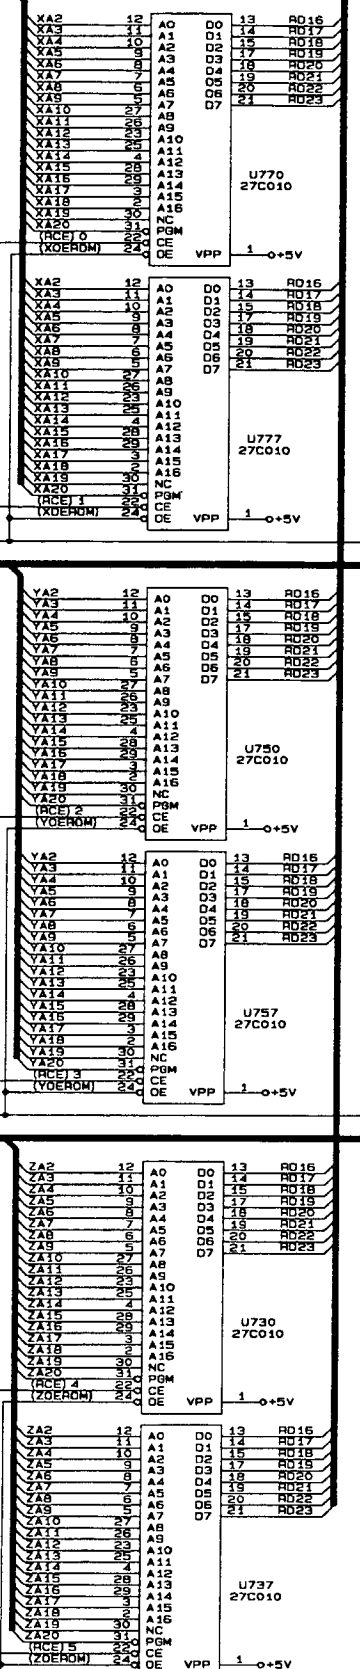 XA2 12 A0 D0 13 RD16
XA3 11 A1 D1 14 RD17
XA4 10 A2 D2 15 RD18
XA5 9 A3 D3 17 RD19
XA6 8 A4 D4 18 RD20
XA7 7 A5 D5 19 RD21
XA8 6 A6 D6 20 RD22
XA9 5 A7 D7 21 RD23
XA10 27 A8
XA11 26 A9
XA12 23 A10
XA13 25 A11
XA14 4 A12
XA15 28 A13 U770
XA16 29 A14 27C010
XA17 3 A15
XA18 2 A16
XA19 30 NC
XA20 31 PGM
(RCE) 0 22 CE
(XOEROM) 24 OE VPP 1 +5V
XA2 12 A0 D0 13 RD16
XA3 11 A1 D1 14 RD17
XA4 10 A2 D2 15 RD18
XA5 9 A3 D3 17 RD19
XA6 8 A4 D4 18 RD20
XA7 7 A5 D5 19 RD21
XA8 6 A6 D6 20 RD22
XA9 5 A7 D7 21 RD23
XA10 27 A8
XA11 26 A9
XA12 23 A10
XA13 25 A11
XA14 4 A12
XA15 28 A13 U777
XA16 29 A14 27C010
XA17 3 A15
XA18 2 A16
XA19 30 NC
XA20 31 PGM
(RCE) 1 22 CE
(XOEROM) 24 OE VPP 1 +5V
YA2 12 A0 D0 13 RD16
YA3 11 A1 D1 14 RD17
YA4 10 A2 D2 15 RD18
YA5 9 A3 D3 17 RD19
YA6 8 A4 D4 18 RD20
YA7 7 A5 D5 19 RD21
YA8 6 A6 D6 20 RD22
YA9 5 A7 D7 21 RD23
YA10 27 A8
YA11 26 A9
YA12 23 A10
YA13 25 A11
YA14 4 A12
YA15 28 A13 U750
YA16 29 A14 27C010
YA17 3 A15
YA18 2 A16
YA19 30 NC
YA20 31 PGM
(RCE) 2 22 CE
(YOEROM) 24 OE VPP 1 +5V
YA2 12 A0 D0 13 RD16
YA3 11 A1 D1 14 RD17
YA4 10 A2 D2 15 RD18
YA5 9 A3 D3 17 RD19
YA6 8 A4 D4 18 RD20
YA7 7 A5 D5 19 RD21
YA8 6 A6 D6 20 RD22
YA9 5 A7 D7 21 RD23
YA10 27 A8
YA11 26 A9
YA12 23 A10
YA13 25 A11
YA14 4 A12
YA15 28 A13 U757
YA16 29 A14 27C010
YA17 3 A15
YA18 2 A16
YA19 30 NC
YA20 31 PGM
(RCE) 3 22 CE
(YOEROM) 24 OE VPP 1 +5V
ZA2 12 A0 D0 13 RD16
ZA3 11 A1 D1 14 RD17
ZA4 10 A2 D2 15 RD18
ZA5 9 A3 D3 17 RD19
ZA6 8 A4 D4 18 RD20
ZA7 7 A5 D5 19 RD21
ZA8 6 A6 D6 20 RD22
ZA9 5 A7 D7 21 RD23
ZA10 27 A8
ZA11 26 A9
ZA12 23 A10
ZA13 25 A11
ZA14 4 A12
ZA15 28 A13 U730
ZA16 29 A14 27C010
ZA17 3 A15
ZA18 2 A16
ZA19 30 NC
ZA20 31 PGM
(RCE) 4 22 CE
(ZOEROM) 24 OE VPP 1 +5V
ZA2 12 A0 D0 13 RD16
ZA3 11 A1 D1 14 RD17
ZA4 10 A2 D2 15 RD18
ZA5 9 A3 D3 17 RD19
ZA6 8 A4 D4 18 RD20
ZA7 7 A5 D5 19 RD21
ZA8 6 A6 D6 20 RD22
ZA9 5 A7 D7 21 RD23
ZA10 27 A8
ZA11 26 A9
ZA12 23 A10
ZA13 25 A11
ZA14 4 A12
ZA15 28 A13 U737
ZA16 29 A14 27C010
ZA17 3 A15
ZA18 2 A16
ZA19 30 NC
ZA20 31 PGM
(RCE) 5 22 CE
(ZOEROM) 24 OE VPP 1 +5V